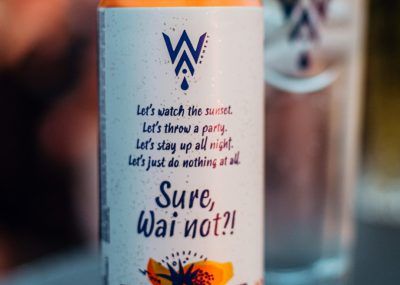 W
Let's watch the sunset.
Let's throw a party.
Let's stay up all night.
Let's just do nothing at all.
Sure,
Wai not?!